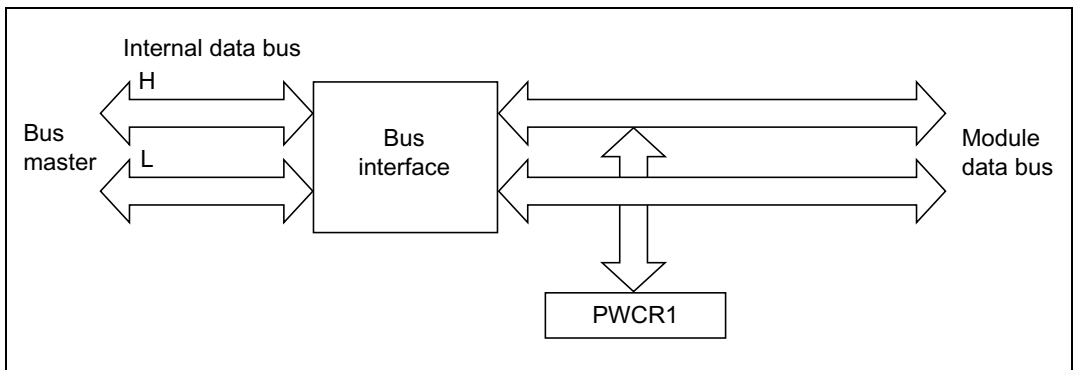 Internal data bus
H
Bus
master
L
Bus
interface
Module
data bus
PWCR1